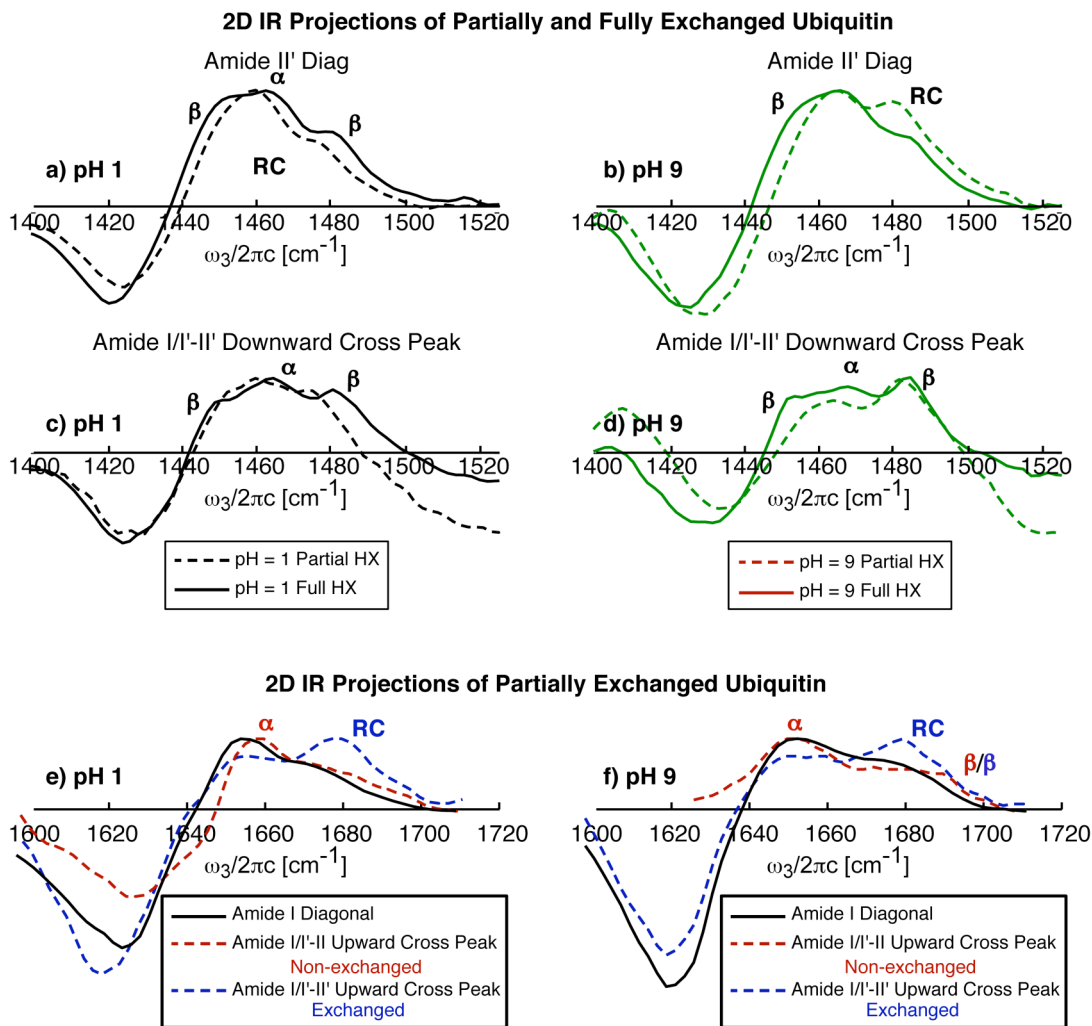 2D IR Projections of Partially and Fully Exchanged Ubiquitin
Amide II' Diag
α
β
β
a) pH 1
RC
1400 1420 1440 1460 1480 1500 1520
ω₃/2πc [cm⁻¹]
Amide II' Diag
β
RC
b) pH 9
1400 1420 1440 1460 1480 1500 1520
ω₃/2πc [cm⁻¹]
Amide I/I'-II' Downward Cross Peak
α
β
β
c) pH 1
1400 1420 1440 1460 1480 1500 1520
ω₃/2πc [cm⁻¹]
pH = 1 Partial HX
pH = 1 Full HX
Amide I/I'-II' Downward Cross Peak
α
β
β
d) pH 9
1400 1420 1440 1460 1480 1500 1520
ω₃/2πc [cm⁻¹]
pH = 9 Partial HX
pH = 9 Full HX
2D IR Projections of Partially Exchanged Ubiquitin
α
RC
e) pH 1
1600 1620 1640 1660 1680 1700 1720
ω₃/2πc [cm⁻¹]
Amide I Diagonal
Amide I/I'-II Upward Cross Peak
Non-exchanged
Amide I/I'-II' Upward Cross Peak
Exchanged
α
RC
β/β
f) pH 9
1600 1620 1640 1660 1680 1700 1720
ω₃/2πc [cm⁻¹]
Amide I Diagonal
Amide I/I'-II Upward Cross Peak
Non-exchanged
Amide I/I'-II' Upward Cross Peak
Exchanged